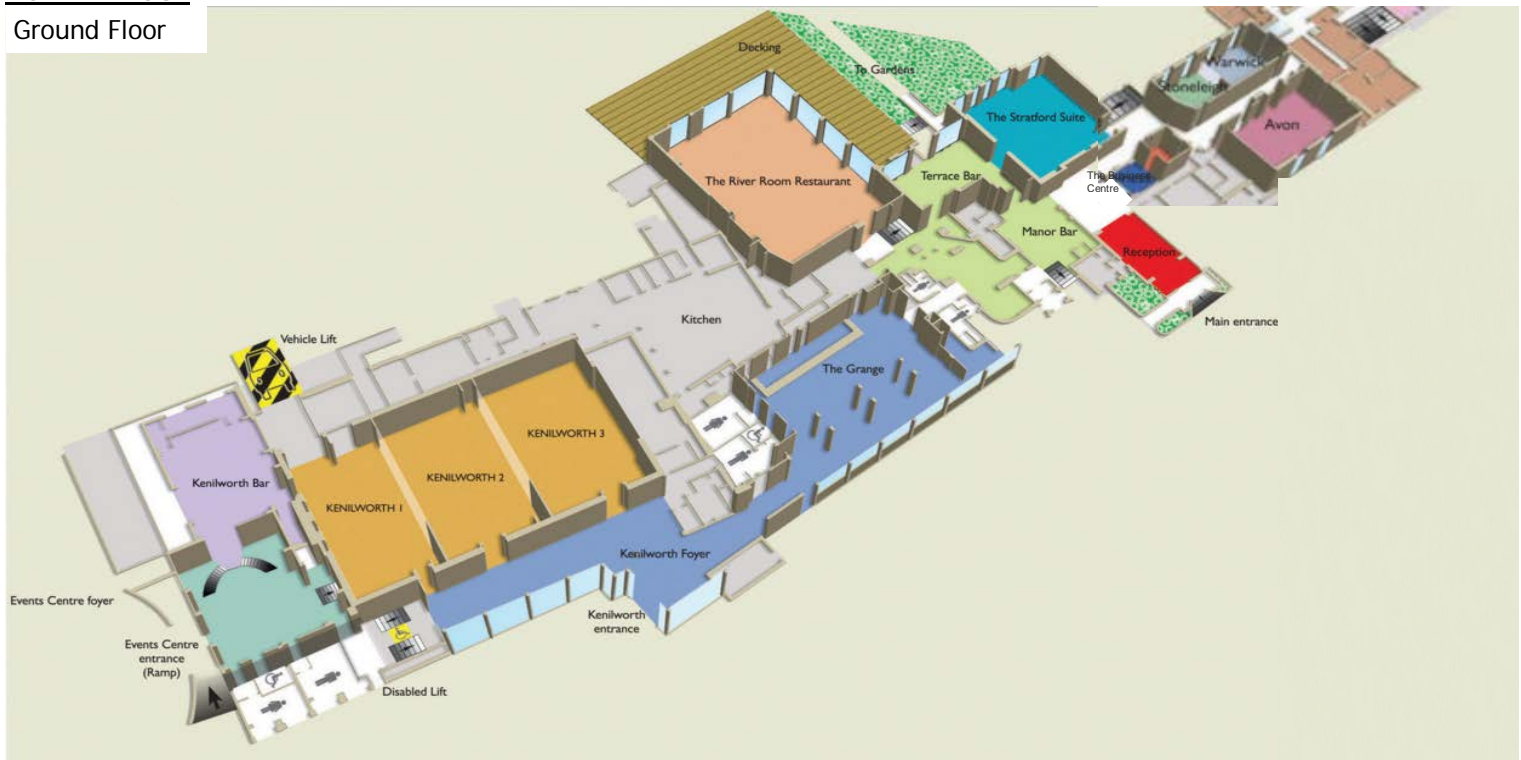 Ground Floor
Decking
To Gardens
Warwick
Stoneleigh
The Stratford Suite
Avon
The River Room Restaurant
Terrace Bar
The Business
Centre
Manor Bar
Reception
Main entrance
Kitchen
Vehicle Lift
The Grange
KENILWORTH 3
KENILWORTH 2
KENILWORTH 1
Kenilworth Bar
Kenilworth Foyer
Events Centre foyer
Kenilworth
entrance
Events Centre
entrance
(Ramp)
Disabled Lift